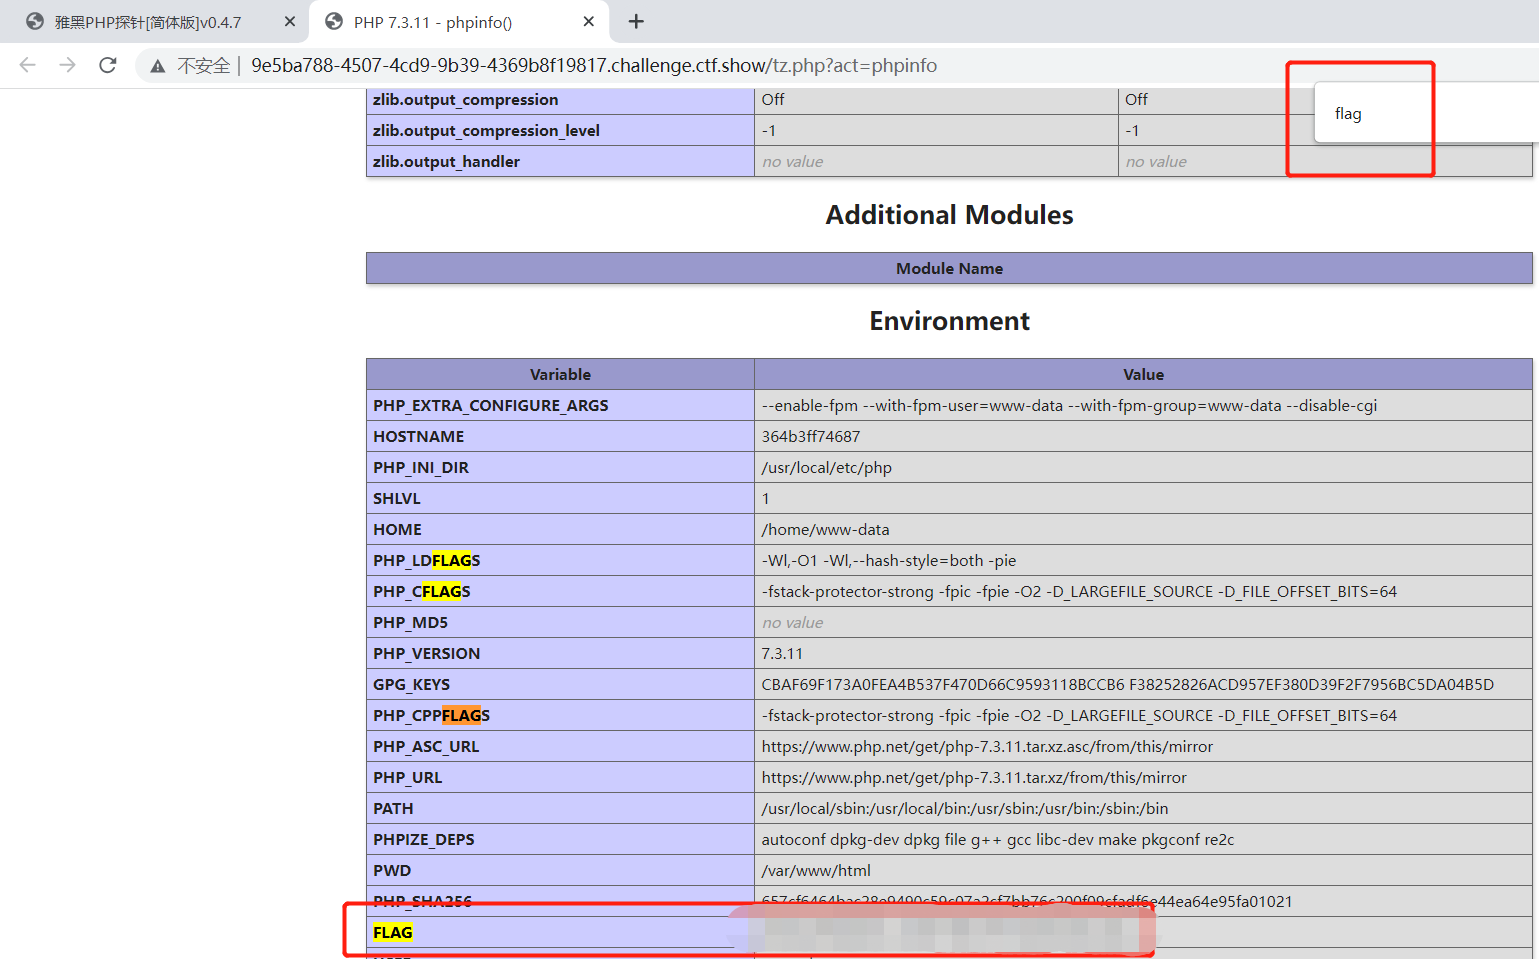 雅黑PHP探针[简体版]v0.4.7
PHP 7.3.11 - phpinfo()
不安全 9e5ba788-4507-4cd9-9b39-4369b8f19817.challenge.ctf.show/tz.php?act=phpinfo
flag
zlib.output_compression Off Off
zlib.output_compression_level -1 -1
zlib.output_handler no value no value
Additional Modules
Module Name
Environment
Variable Value
PHP_EXTRA_CONFIGURE_ARGS --enable-fpm --with-fpm-user=www-data --with-fpm-group=www-data --disable-cgi
HOSTNAME 364b3ff74687
PHP_INI_DIR /usr/local/etc/php
SHLVL 1
HOME /home/www-data
PHP_LDFLAGS -Wl,-O1 -Wl,--hash-style=both -pie
PHP_CFLAGS -fstack-protector-strong -fpic -fpie -O2 -D_LARGEFILE_SOURCE -D_FILE_OFFSET_BITS=64
PHP_MD5 no value
PHP_VERSION 7.3.11
GPG_KEYS CBAF69F173A0FEA4B537F470D66C9593118BCCB6 F38252826ACD957EF380D39F2F7956BC5DA04B5D
PHP_CPPFLAGS -fstack-protector-strong -fpic -fpie -O2 -D_LARGEFILE_SOURCE -D_FILE_OFFSET_BITS=64
PHP_ASC_URL https://www.php.net/get/php-7.3.11.tar.xz.asc/from/this/mirror
PHP_URL https://www.php.net/get/php-7.3.11.tar.xz/from/this/mirror
PATH /usr/local/sbin:/usr/local/bin:/usr/sbin:/usr/bin:/sbin:/bin
PHPIZE_DEPS autoconf dpkg-dev dpkg file g++ gcc libc-dev make pkgconf re2c
PWD /var/www/html
PHP_SHA256
FLAG